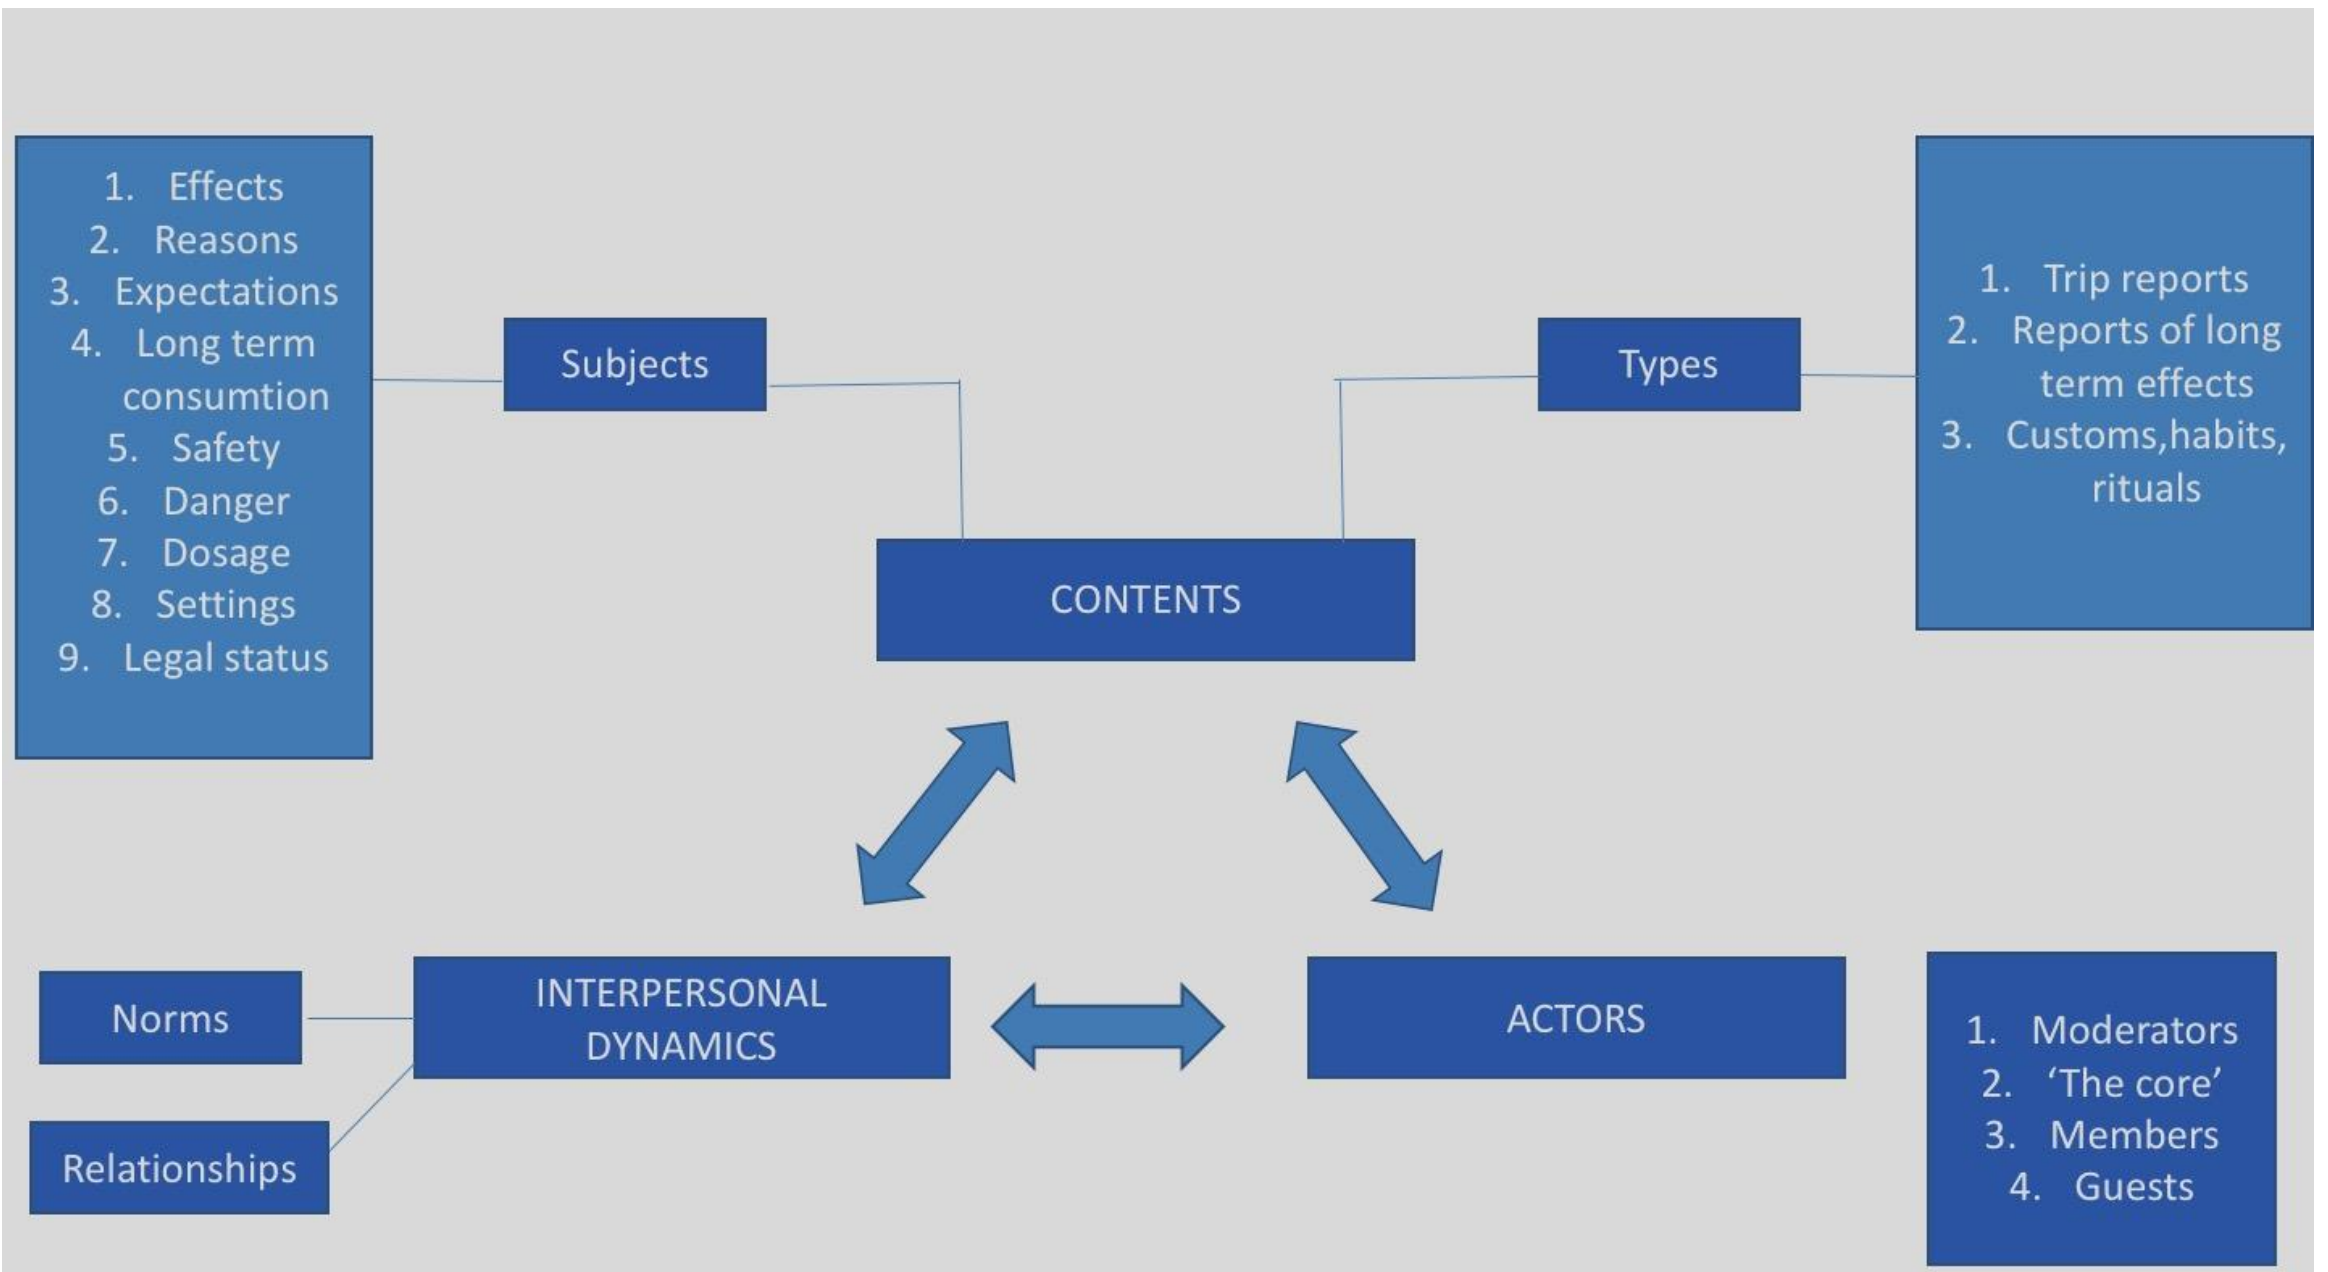 1. Effects
2. Reasons
3. Expectations
4. Long term
consumtion
5. Safety
6. Danger
7. Dosage
8. Settings
9. Legal status
Subjects
Types
1. Trip reports
2. Reports of long
term effects
3. Customs,habits,
rituals
CONTENTS
Norms
Relationships
INTERPERSONAL
DYNAMICS
ACTORS
1. Moderators
2. ‘The core’
3. Members
4. Guests